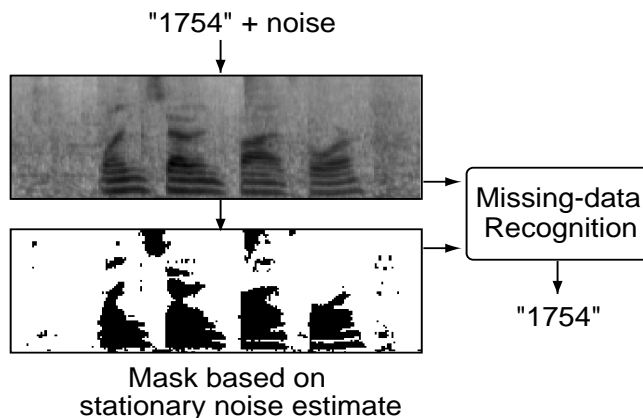 "1754" + noise
Missing-data
Recognition
"1754"
Mask based on
stationary noise estimate